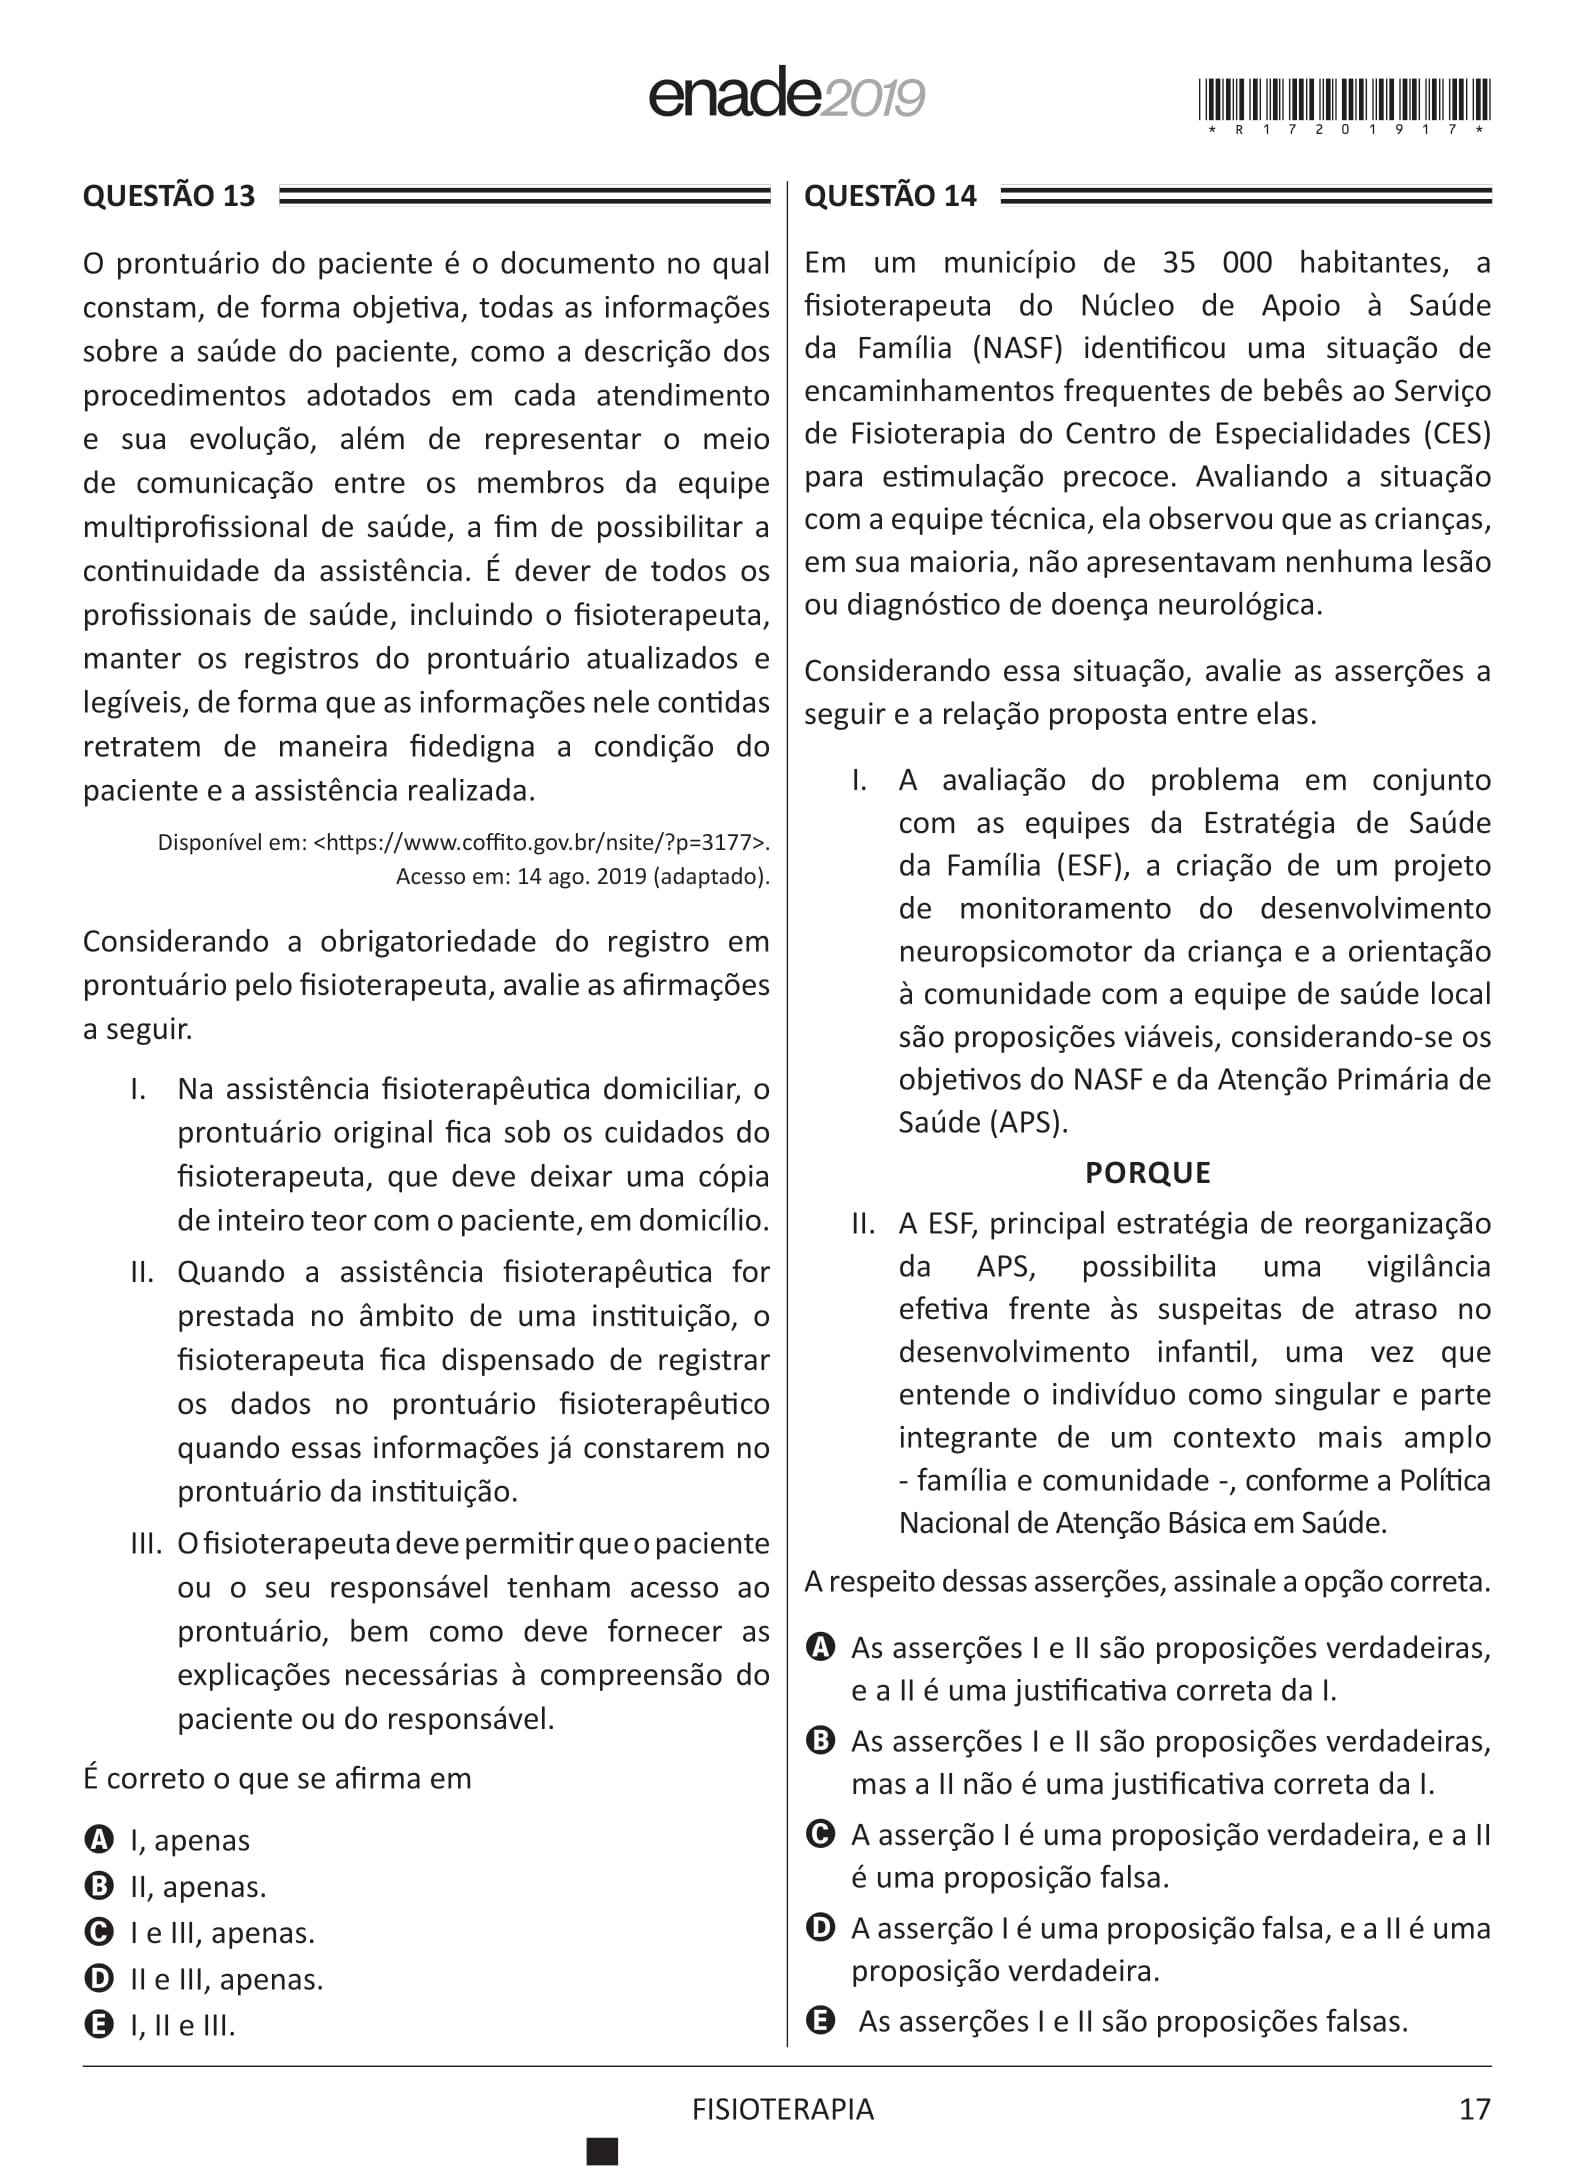 enade2019
* R 1 7 2 0 1 9 1 7 *
QUESTÃO 13
O prontuário do paciente é o documento no qual
constam, de forma objetiva, todas as informações
sobre a saúde do paciente, como a descrição dos
procedimentos adotados em cada atendimento
e sua evolução, além de representar o meio
de comunicação entre os membros da equipe
multiprofissional de saúde, a fim de possibilitar a
continuidade da assistência. É dever de todos os
profissionais de saúde, incluindo o fisioterapeuta,
manter os registros do prontuário atualizados e
legíveis, de forma que as informações nele contidas
retratem de maneira fidedigna a condição do
paciente e a assistência realizada.
Disponível em: <https://www.coffito.gov.br/nsite/?p=3177>.
Acesso em: 14 ago. 2019 (adaptado).
Considerando a obrigatoriedade do registro em
prontuário pelo fisioterapeuta, avalie as afirmações
a seguir.
I. Na assistência fisioterapêutica domiciliar, o
prontuário original fica sob os cuidados do
fisioterapeuta, que deve deixar uma cópia
de inteiro teor com o paciente, em domicílio.
II. Quando a assistência fisioterapêutica for
prestada no âmbito de uma instituição, o
fisioterapeuta fica dispensado de registrar
os dados no prontuário fisioterapêutico
quando essas informações já constarem no
prontuário da instituição.
III. O fisioterapeuta deve permitir que o paciente
ou o seu responsável tenham acesso ao
prontuário, bem como deve fornecer as
explicações necessárias à compreensão do
paciente ou do responsável.
É correto o que se afirma em
A I, apenas
B II, apenas.
C I e III, apenas.
D II e III, apenas.
E I, II e III.
QUESTÃO 14
Em um município de 35 000 habitantes, a
fisioterapeuta do Núcleo de Apoio à Saúde
da Família (NASF) identificou uma situação de
encaminhamentos frequentes de bebês ao Serviço
de Fisioterapia do Centro de Especialidades (CES)
para estimulação precoce. Avaliando a situação
com a equipe técnica, ela observou que as crianças,
em sua maioria, não apresentavam nenhuma lesão
ou diagnóstico de doença neurológica.
Considerando essa situação, avalie as asserções a
seguir e a relação proposta entre elas.
I. A avaliação do problema em conjunto
com as equipes da Estratégia de Saúde
da Família (ESF), a criação de um projeto
de monitoramento do desenvolvimento
neuropsicomotor da criança e a orientação
à comunidade com a equipe de saúde local
são proposições viáveis, considerando-se os
objetivos do NASF e da Atenção Primária de
Saúde (APS).
PORQUE
II. A ESF, principal estratégia de reorganização
da APS, possibilita uma vigilância
efetiva frente às suspeitas de atraso no
desenvolvimento infantil, uma vez que
entende o indivíduo como singular e parte
integrante de um contexto mais amplo
- família e comunidade -, conforme a Política
Nacional de Atenção Básica em Saúde.
A respeito dessas asserções, assinale a opção correta.
A As asserções I e II são proposições verdadeiras,
e a II é uma justificativa correta da I.
B As asserções I e II são proposições verdadeiras,
mas a II não é uma justificativa correta da I.
C A asserção I é uma proposição verdadeira, e a II
é uma proposição falsa.
D A asserção I é uma proposição falsa, e a II é uma
proposição verdadeira.
E As asserções I e II são proposições falsas.
FISIOTERAPIA
17